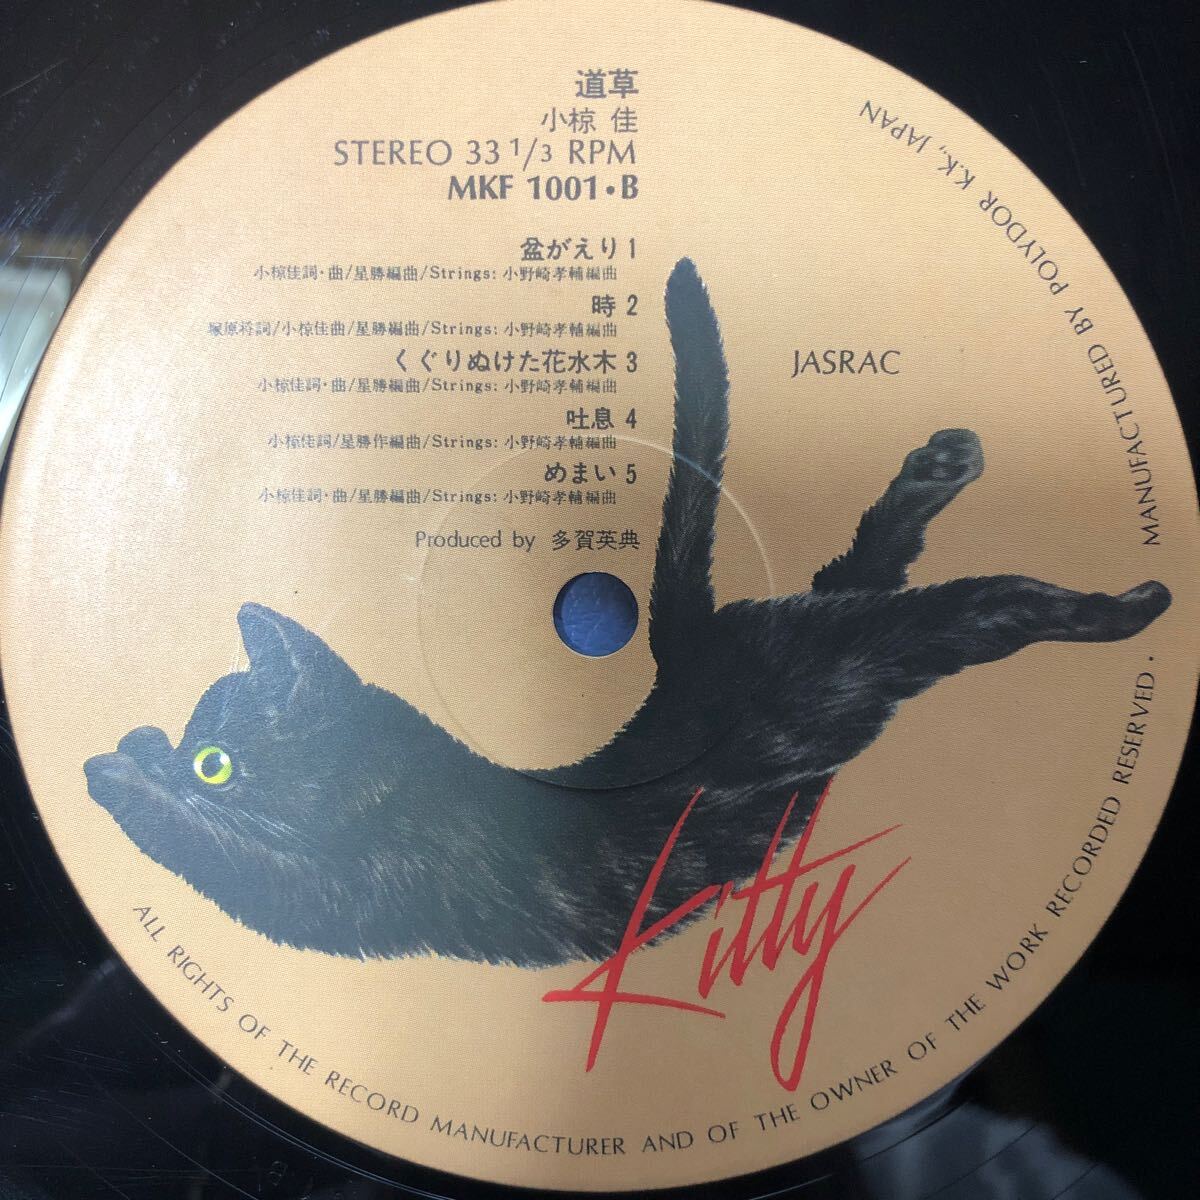 道草
小椋 佳
STEREO 33 1/3 RPM
MKF 1001・B
盆がえり 1
小椋佳詞・曲/星勝編曲/Strings: 小野崎孝輔編曲
時 2
塚原将詞/小椋佳曲/星勝編曲/Strings: 小野崎孝輔編曲
くぐりぬけた花水木 3
小椋佳詞・曲/星勝編曲/Strings: 小野崎孝輔編曲
吐息 4
小椋佳詞/星勝作編曲/Strings: 小野崎孝輔編曲
めまい 5
小椋佳詞・曲/星勝編曲/Strings: 小野崎孝輔編曲
Produced by 多賀英典
JASRAC
Kitty
ALL RIGHTS OF THE RECORD MANUFACTURER AND OF THE OWNER OF THE WORK RECORDED RESERVED・ MANUFACTURED BY POLYDOR K.K., JAPAN